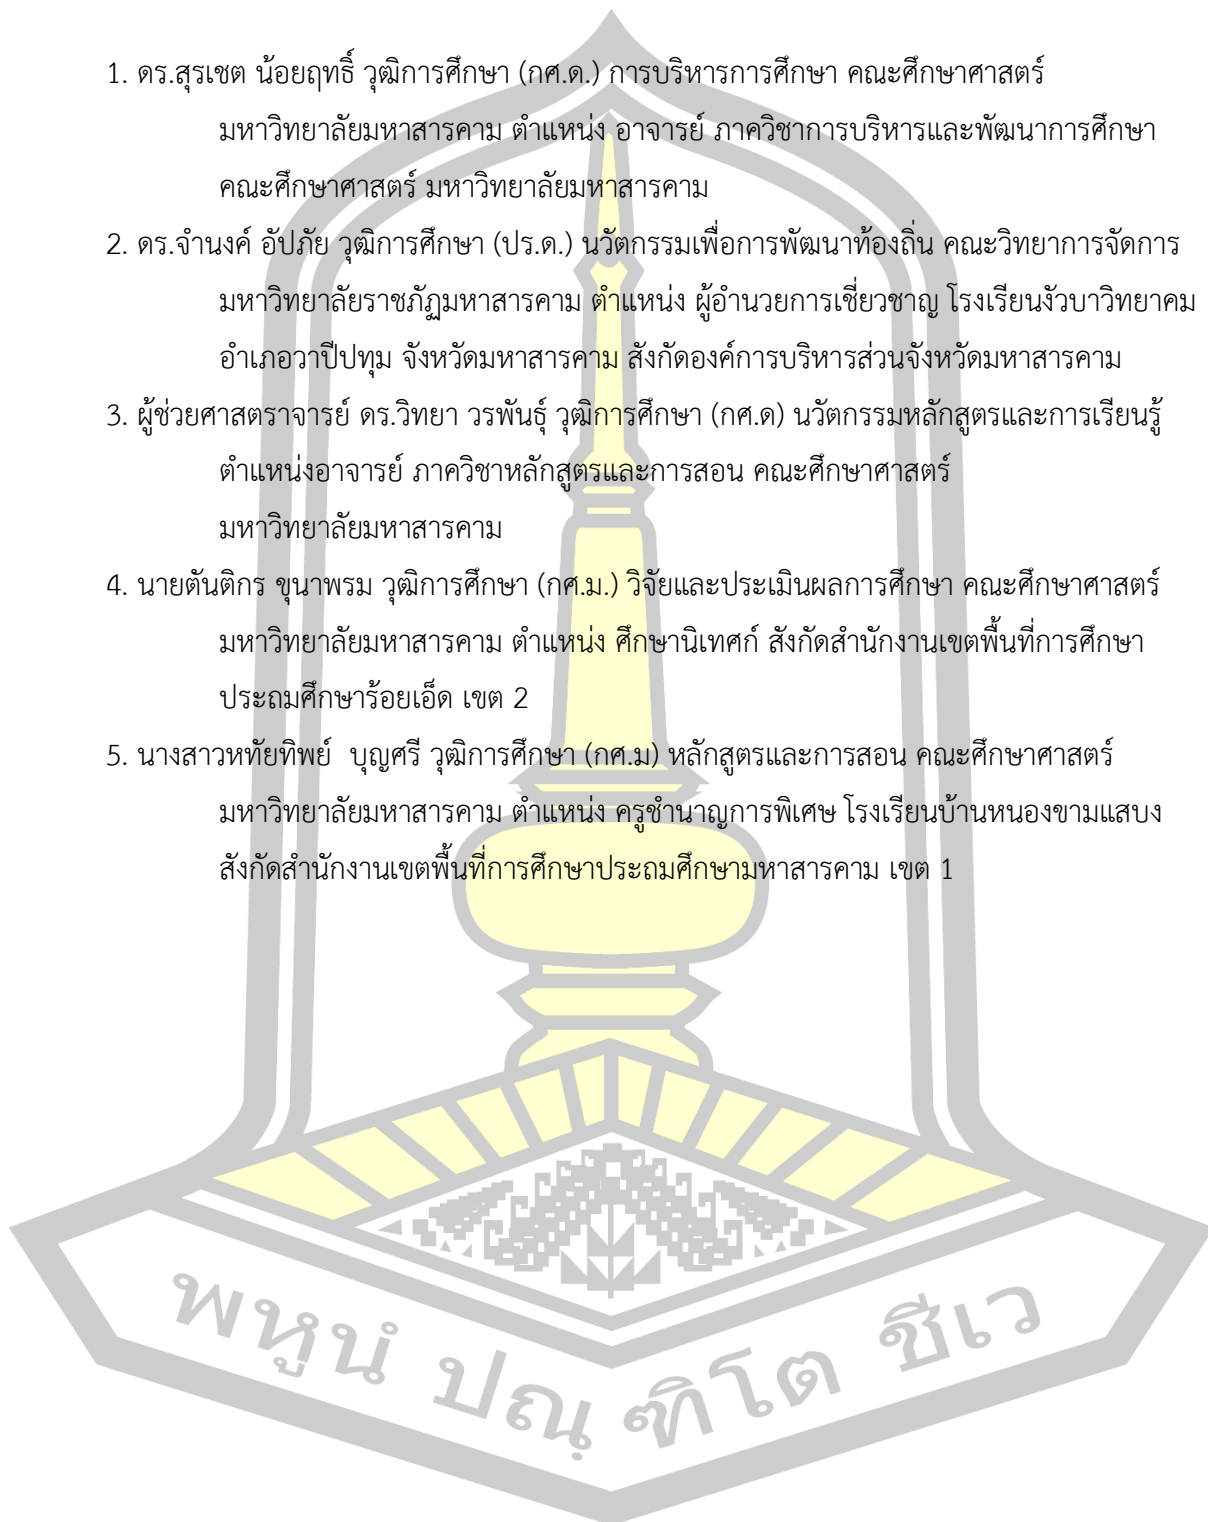 1. ดร.สุรเชต น้อยฤทธิ์ วุฒิการศึกษา (กศ.ด.) การบริหารการศึกษา คณะศึกษาศาสตร์
มหาวิทยาลัยมหาสารคาม ตำแหน่ง อาจารย์ ภาควิชาการบริหารและพัฒนาการศึกษา
คณะศึกษาศาสตร์ มหาวิทยาลัยมหาสารคาม
2. ดร.จำนงค์ อัปภัย วุฒิการศึกษา (ปร.ด.) นวัตกรรมเพื่อการพัฒนาท้องถิ่น คณะวิทยาการจัดการ
มหาวิทยาลัยราชภัฏมหาสารคาม ตำแหน่ง ผู้อำนวยการเชี่ยวชาญ โรงเรียนงัวบาวิทยาคม
อำเภอวาปีปทุม จังหวัดมหาสารคาม สังกัดองค์การบริหารส่วนจังหวัดมหาสารคาม
3. ผู้ช่วยศาสตราจารย์ ดร.วิทยา วรพันธุ์ วุฒิการศึกษา (กศ.ด) นวัตกรรมหลักสูตรและการเรียนรู้
ตำแหน่งอาจารย์ ภาควิชาหลักสูตรและการสอน คณะศึกษาศาสตร์
มหาวิทยาลัยมหาสารคาม
4. นายตันติกร ขุนาพรม วุฒิการศึกษา (กศ.ม.) วิจัยและประเมินผลการศึกษา คณะศึกษาศาสตร์
มหาวิทยาลัยมหาสารคาม ตำแหน่ง ศึกษานิเทศก์ สังกัดสำนักงานเขตพื้นที่การศึกษา
ประถมศึกษาร้อยเอ็ด เขต 2
5. นางสาวหทัยทิพย์  บุญศรี วุฒิการศึกษา (กศ.ม) หลักสูตรและการสอน คณะศึกษาศาสตร์
มหาวิทยาลัยมหาสารคาม ตำแหน่ง ครูชำนาญการพิเศษ โรงเรียนบ้านหนองขามแสบง
สังกัดสำนักงานเขตพื้นที่การศึกษาประถมศึกษามหาสารคาม เขต 1
พหูนํ ปณฺ ฑิโต ชีเว